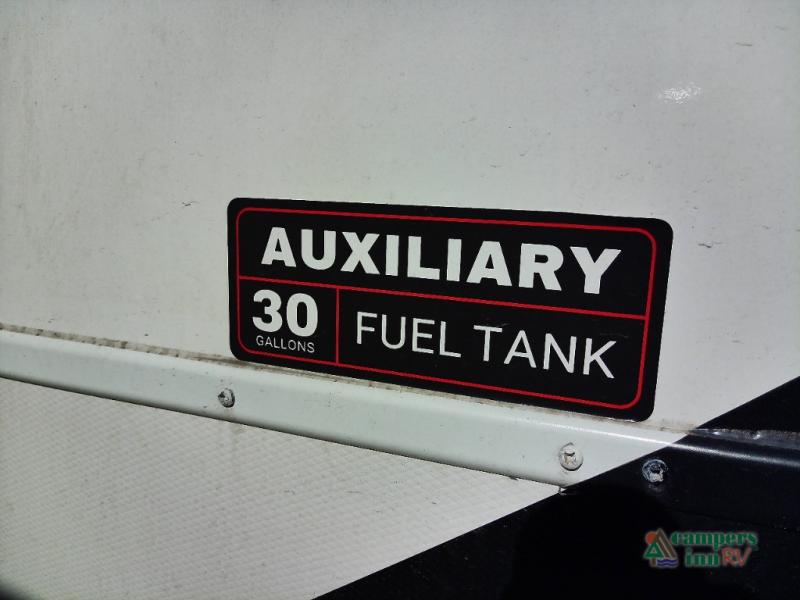 AUXILIARY
30
GALLONS
FUEL TANK
campers
inn RV